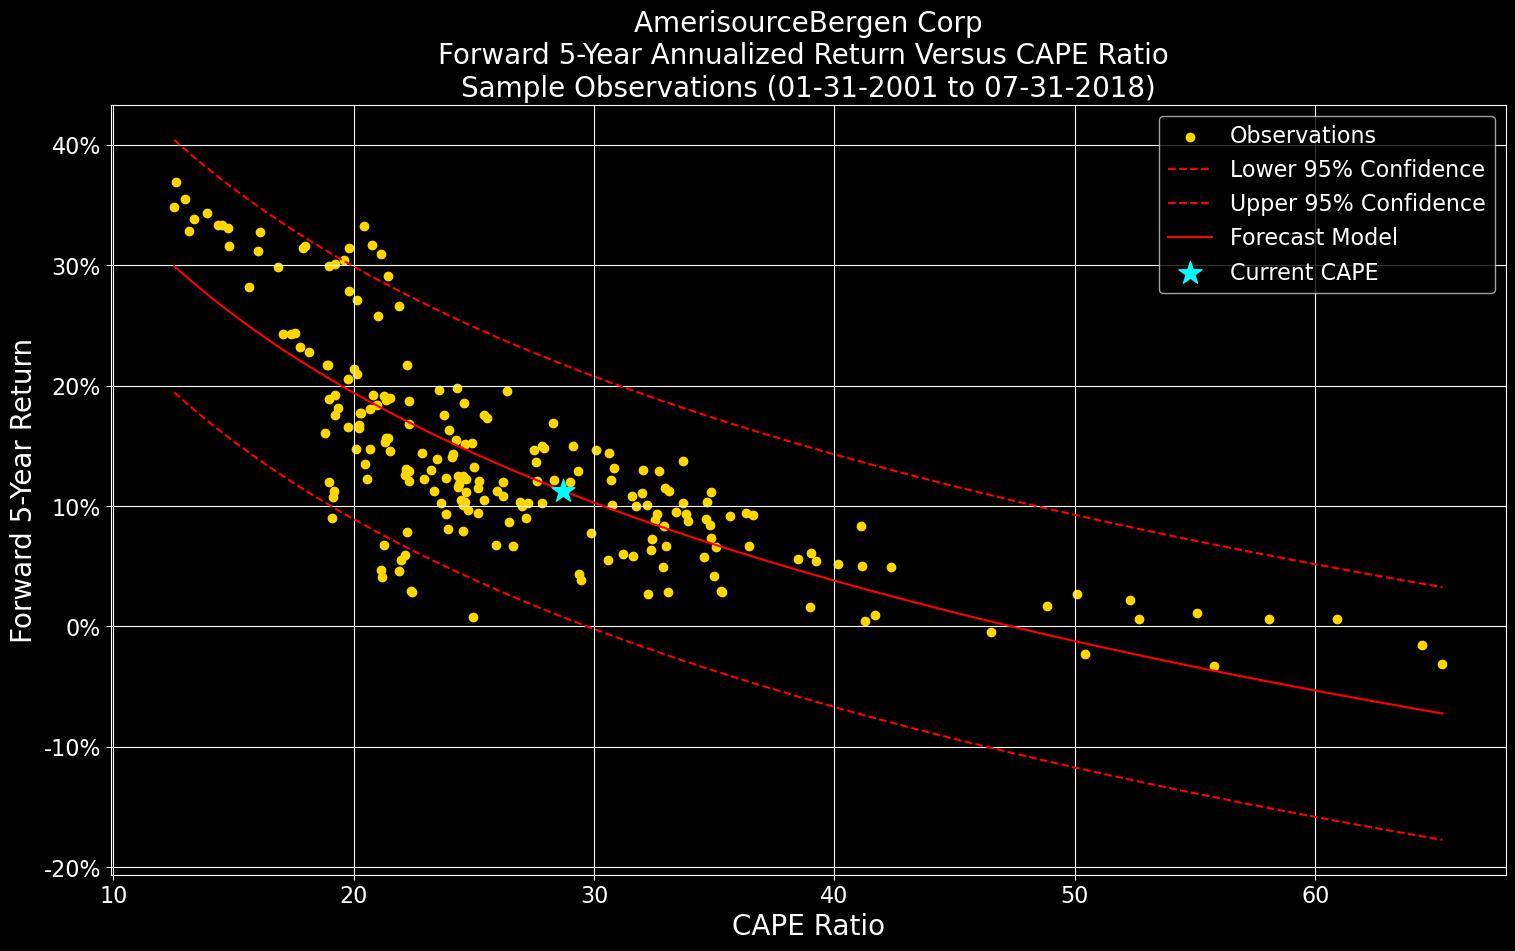 AmerisourceBergen Corp
Forward 5-Year Annualized Return Versus CAPE Ratio
Sample Observations (01-31-2001 to 07-31-2018)
Observations
Lower 95% Confidence
Upper 95% Confidence
Forecast Model
Current CAPE
Forward 5-Year Return
40%
30%
20%
10%
0%
-10%
-20%
10 20 30 40 50 60
CAPE Ratio